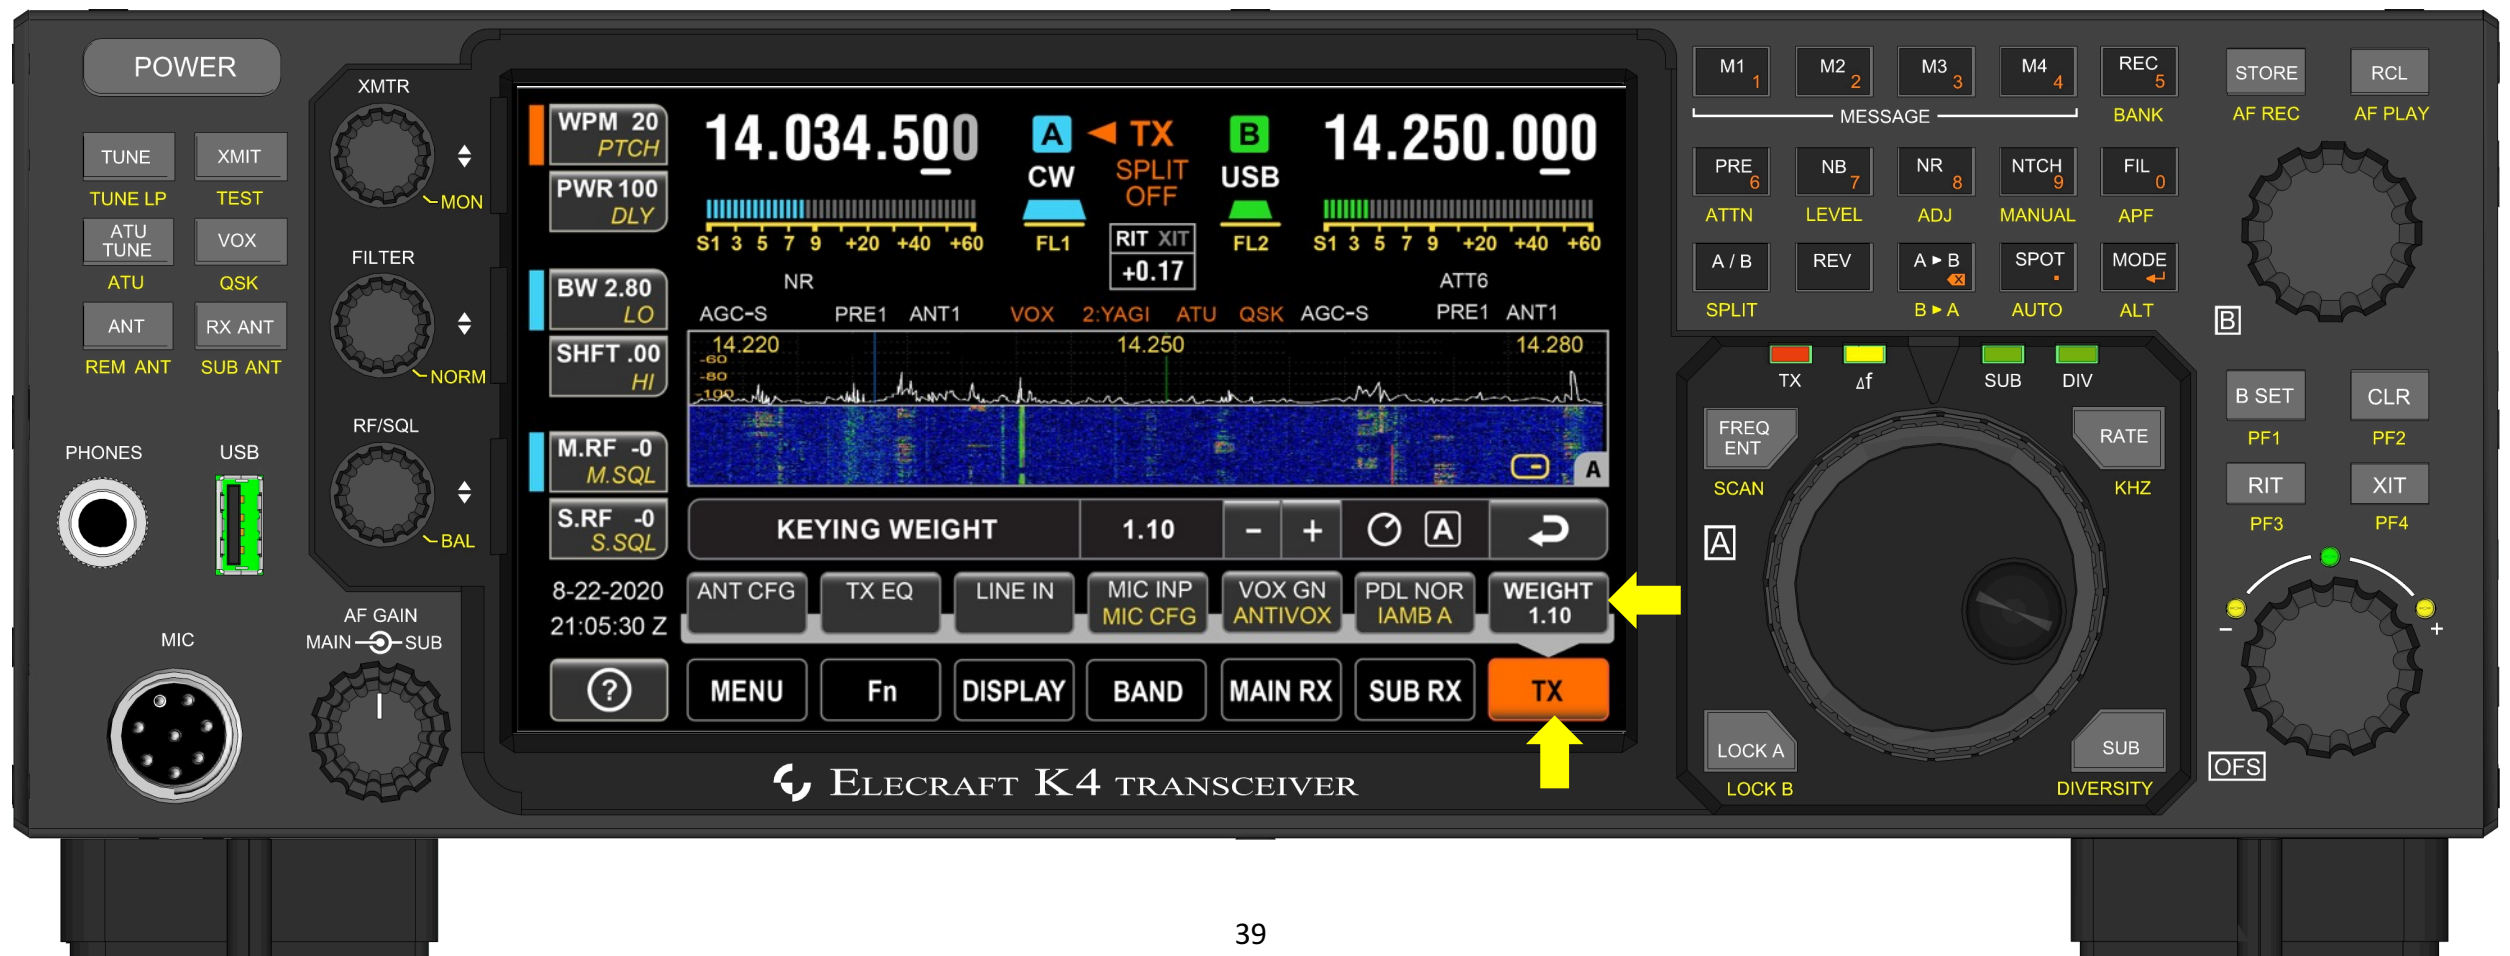 POWER
TUNE
XMIT
TUNE LP
TEST
ATU
TUNE
VOX
ATU
QSK
ANT
RX ANT
REM ANT
SUB ANT
PHONES
USB
MIC
XMTR
MON
FILTER
NORM
RF/SQL
BAL
AF GAIN
MAIN
SUB
WPM 20
PTCH
PWR 100
DLY
BW 2.80
LO
SHFT .00
HI
M.RF -0
M.SQL
S.RF -0
S.SQL
8-22-2020
21:05:30 Z
?
14.034.500
A
TX
B
14.250.000
CW
SPLIT
OFF
USB
S1 3 5 7 9 +20 +40 +60
FL1
RIT XIT
+0.17
FL2
S1 3 5 7 9 +20 +40 +60
NR
ATT6
AGC-S PRE1 ANT1 VOX 2:YAGI ATU QSK AGC-S PRE1 ANT1
14.220 14.250 14.280
-60
-80
-100
A
KEYING WEIGHT 1.10 - + A
ANT CFG
TX EQ
LINE IN
MIC INP
MIC CFG
VOX GN
ANTIVOX
PDL NOR
IAMB A
WEIGHT
1.10
MENU
Fn
DISPLAY
BAND
MAIN RX
SUB RX
TX
ELECRAFT K4 TRANSCEIVER
M1 1
M2 2
M3 3
M4 4
REC 5
MESSAGE
BANK
PRE 6
NB 7
NR 8
NTCH 9
FIL 0
ATTN
LEVEL
ADJ
MANUAL
APF
A / B
REV
A ▸ B
SPOT .
MODE
SPLIT
B ▸ A
AUTO
ALT
TX
Δf
SUB
DIV
FREQ
ENT
RATE
SCAN
KHZ
A
LOCK A
SUB
LOCK B
DIVERSITY
STORE
RCL
AF REC
AF PLAY
B
B SET
CLR
PF1
PF2
RIT
XIT
PF3
PF4
- +
OFS
39